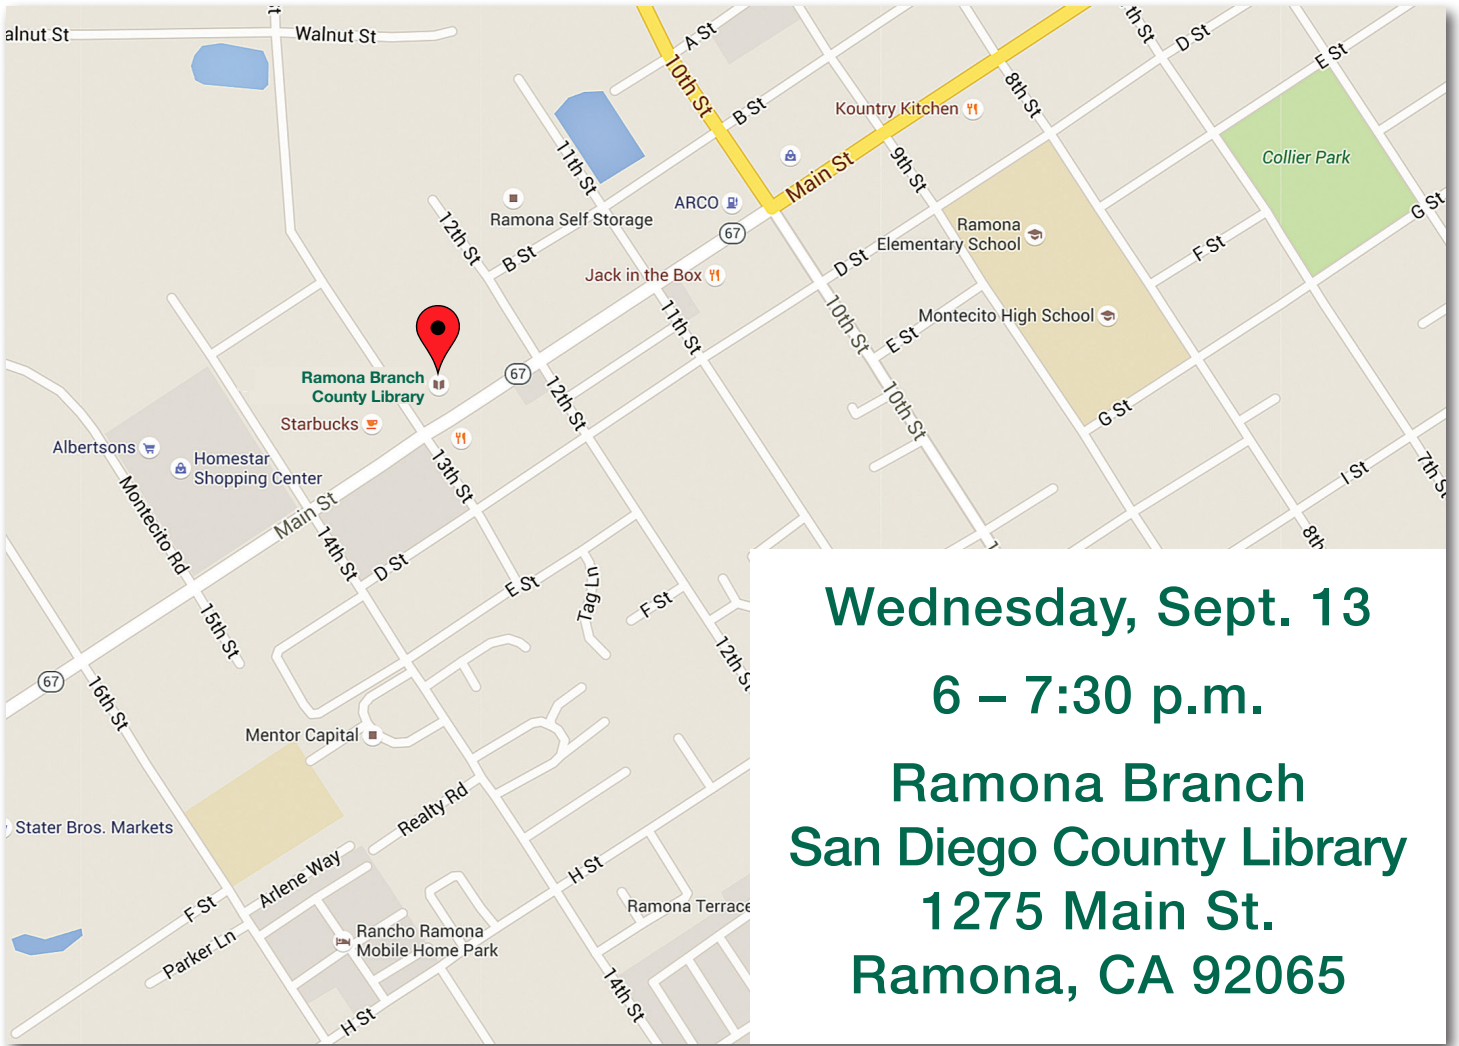 alnut St
Walnut St
A St
10th St
B St
Kountry Kitchen
8th St
th St
D St
E St
Collier Park
G St
11th St
Main St
9th St
ARCO
67
Ramona Self Storage
12th St
B St
Jack in the Box
D St
Ramona
Elementary School
F St
Montecito High School
11th St
10th St
E St
Ramona Branch
County Library
67
12th St
Starbucks
10th St
G St
Albertsons
Homestar
Shopping Center
13th St
I St
7th St
Main St
Montecito Rd
14th St
D St
8th
E St
Tag Ln
F St
15th St
12th St
67
16th St
Mentor Capital
Realty Rd
Stater Bros. Markets
Arlene Way
H St
F St
Ramona Terrace
Parker Ln
Rancho Ramona
Mobile Home Park
14th St
H St
Wednesday, Sept. 13
6 – 7:30 p.m.
Ramona Branch
San Diego County Library
1275 Main St.
Ramona, CA 92065